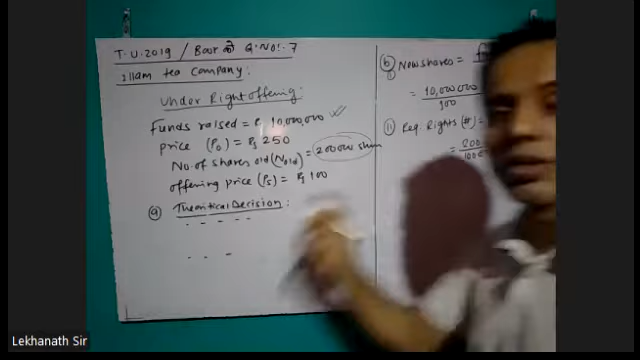 T.U. 2019 / Book को Q.No:- 7
Illam tea Company:
Under Right offering:
Funds raised = Rs 10,000,000
price (P₀) = Rs 250
No. of shares old (Nold) = 200000 shares
offering price (Ps) = Rs 100
(a) Theoritical Decision:
(b)
(i) New shares =
= 10,000,000 / 100
(ii) Req. Rights (#) =
= 200
Lekhanath Sir